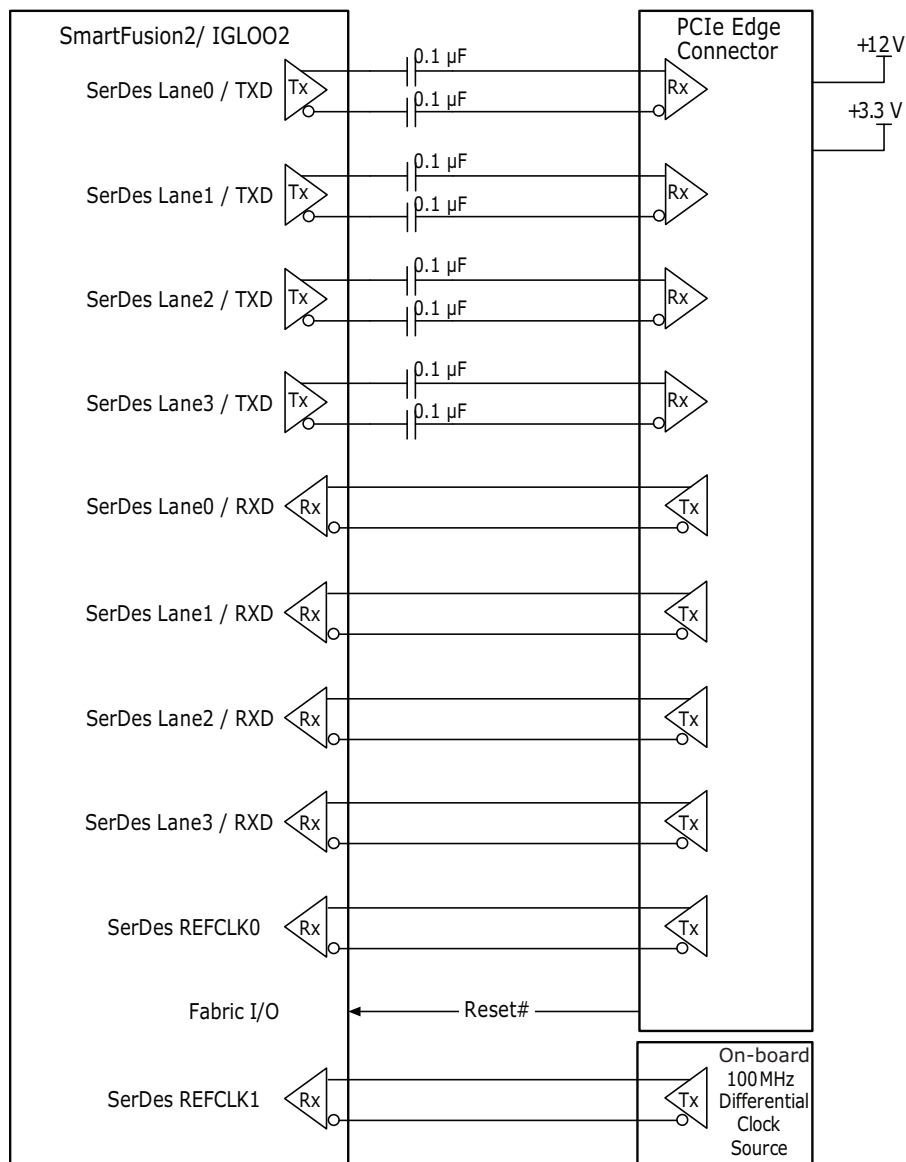 SmartFusion2/ IGLOO2
PCIe Edge
Connector
+12 V
+3.3 V
SerDes Lane0 / TXD
Tx
0.1 µF
0.1 µF
Rx
SerDes Lane1 / TXD
Tx
0.1 µF
0.1 µF
Rx
SerDes Lane2 / TXD
Tx
0.1 µF
0.1 µF
Rx
SerDes Lane3 / TXD
Tx
0.1 µF
0.1 µF
Rx
SerDes Lane0 / RXD
Rx
Tx
SerDes Lane1 / RXD
Rx
Tx
SerDes Lane2 / RXD
Rx
Tx
SerDes Lane3 / RXD
Rx
Tx
SerDes REFCLK0
Rx
Tx
Fabric I/O
Reset#
SerDes REFCLK1
Rx
Tx
On-board
100MHz
Differential
Clock
Source